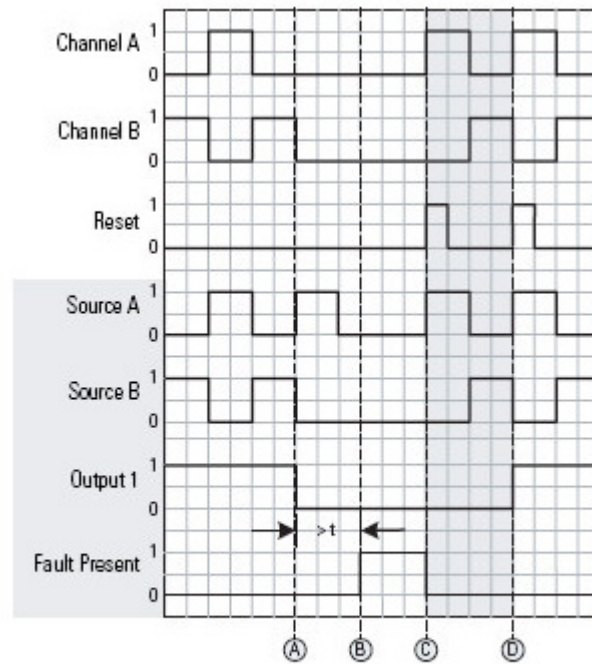 Channel A 1
0
Channel B 1
0
Reset 1
0
Source A 1
0
Source B 1
0
Output 1 1
0
> t
Fault Present 1
0
A B C D